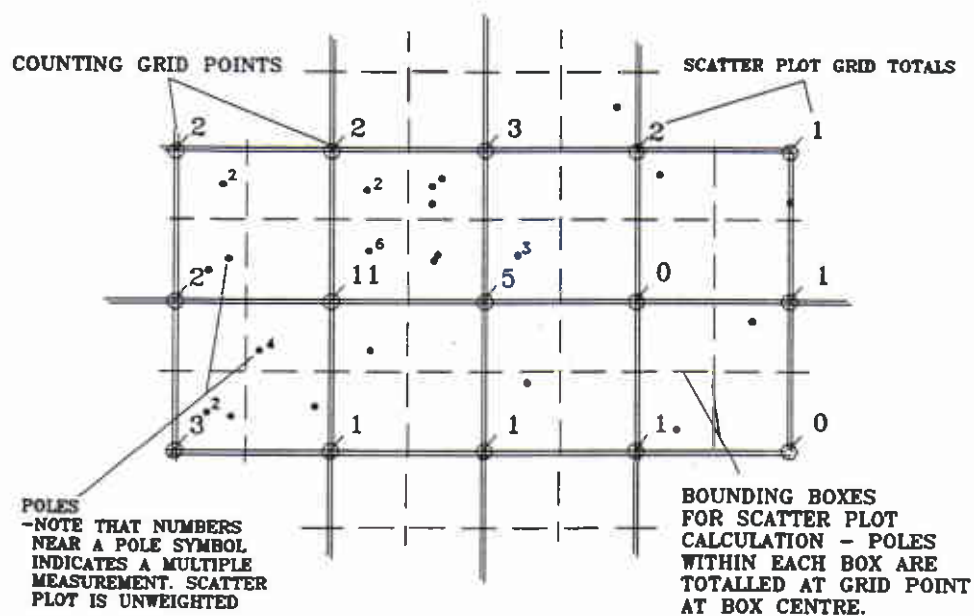 COUNTING GRID POINTS
SCATTER PLOT GRID TOTALS
2 2 3 2 1
2 2
6 3
2 11 5 0 1
4
2
3 1 1 1 0
POLES
-NOTE THAT NUMBERS
NEAR A POLE SYMBOL
INDICATES A MULTIPLE
MEASUREMENT. SCATTER
PLOT IS UNWEIGHTED
BOUNDING BOXES
FOR SCATTER PLOT
CALCULATION - POLES
WITHIN EACH BOX ARE
TOTALLED AT GRID POINT
AT BOX CENTRE.